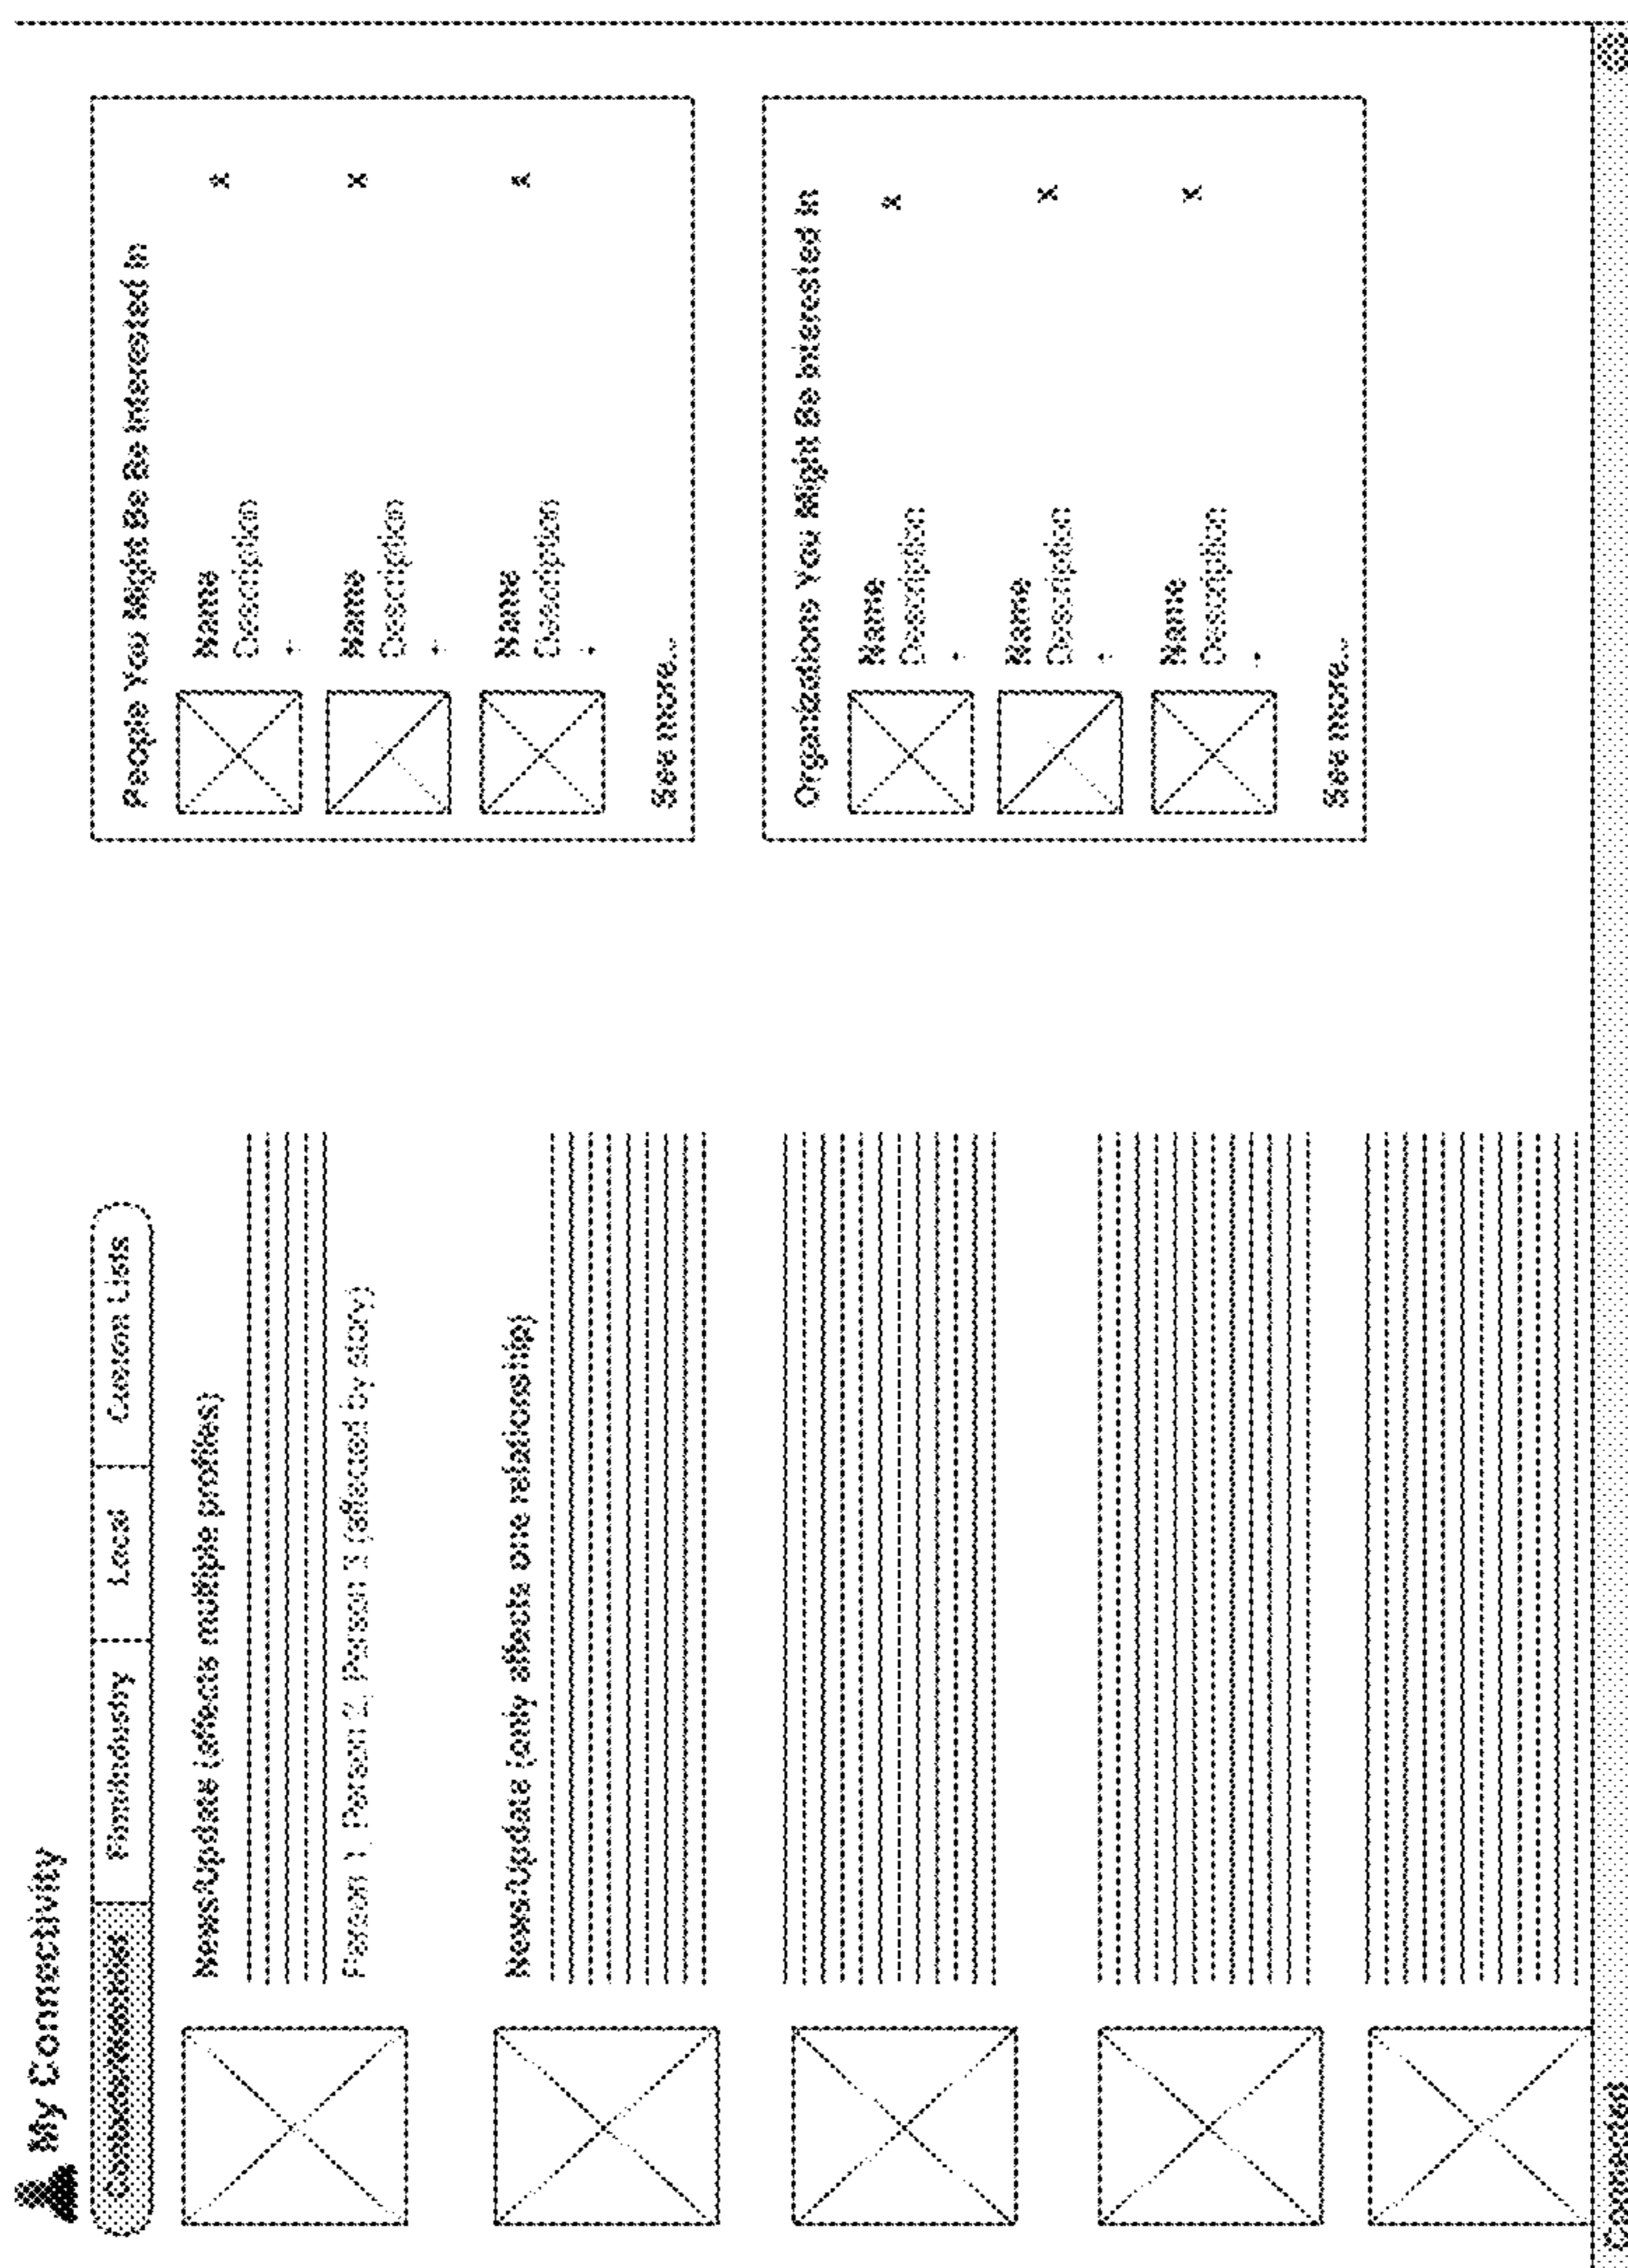 My Connectivity
Firm/Industry
Local
Custom Lists
News/Update (affects multiple profiles)
Person 1, Person 2, Person 3 (affected by story)
News/Update (only affects one relationship)
People You Might Be Be Interested In
Name
Description
x
Name
Description
x
Name
Description
x
See more...
Organizations You Might Be Interested In
Name
Description
x
Name
Description
x
Name
Description
x
See more...